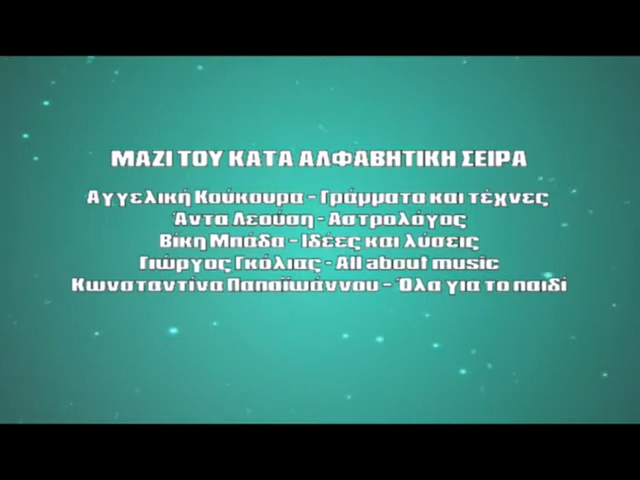 ΜΑΖΙ ΤΟΥ ΚΑΤΑ ΑΛΦΑΒΗΤΙΚΗ ΣΕΙΡΑ
Αγγελική Κούκουρα - Γράμματα και τέχνες
Άντα Λεούση - Αστρολόγος
Βίκη Μπάδα - Ιδέες και λύσεις
Γιώργος Γκόλιας - All about music
Κωνσταντίνα Παπαϊωάννου - Όλα για το παιδί